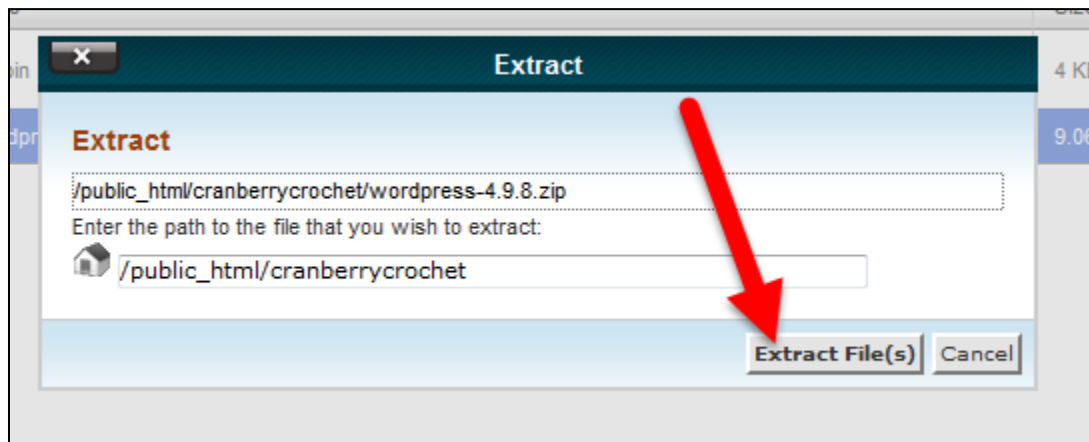 Extract
4 K
Extract
9.06
/public_html/cranberrycrochet/wordpress-4.9.8.zip
Enter the path to the file that you wish to extract:
/public_html/cranberrycrochet
Extract File(s) Cancel